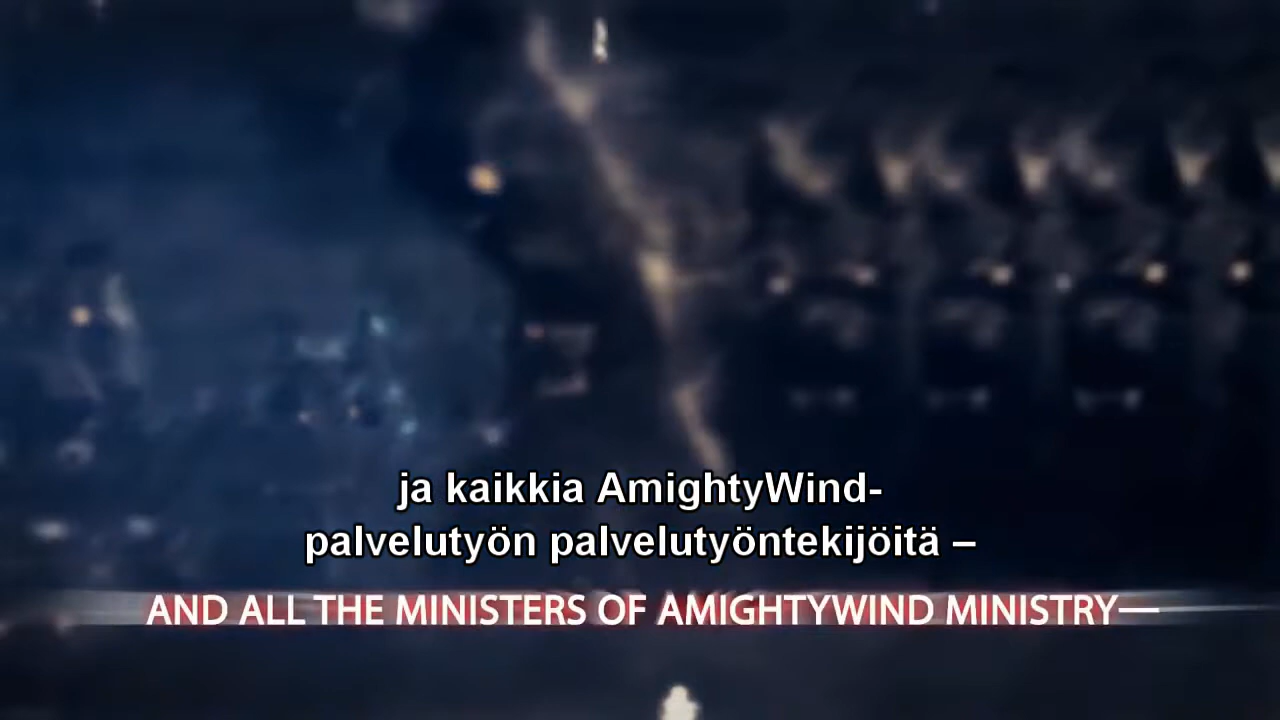 ja kaikkia AmightyWind-
palvelutyön palvelutyöntekijöitä –
AND ALL THE MINISTERS OF AMIGHTYWIND MINISTRY—